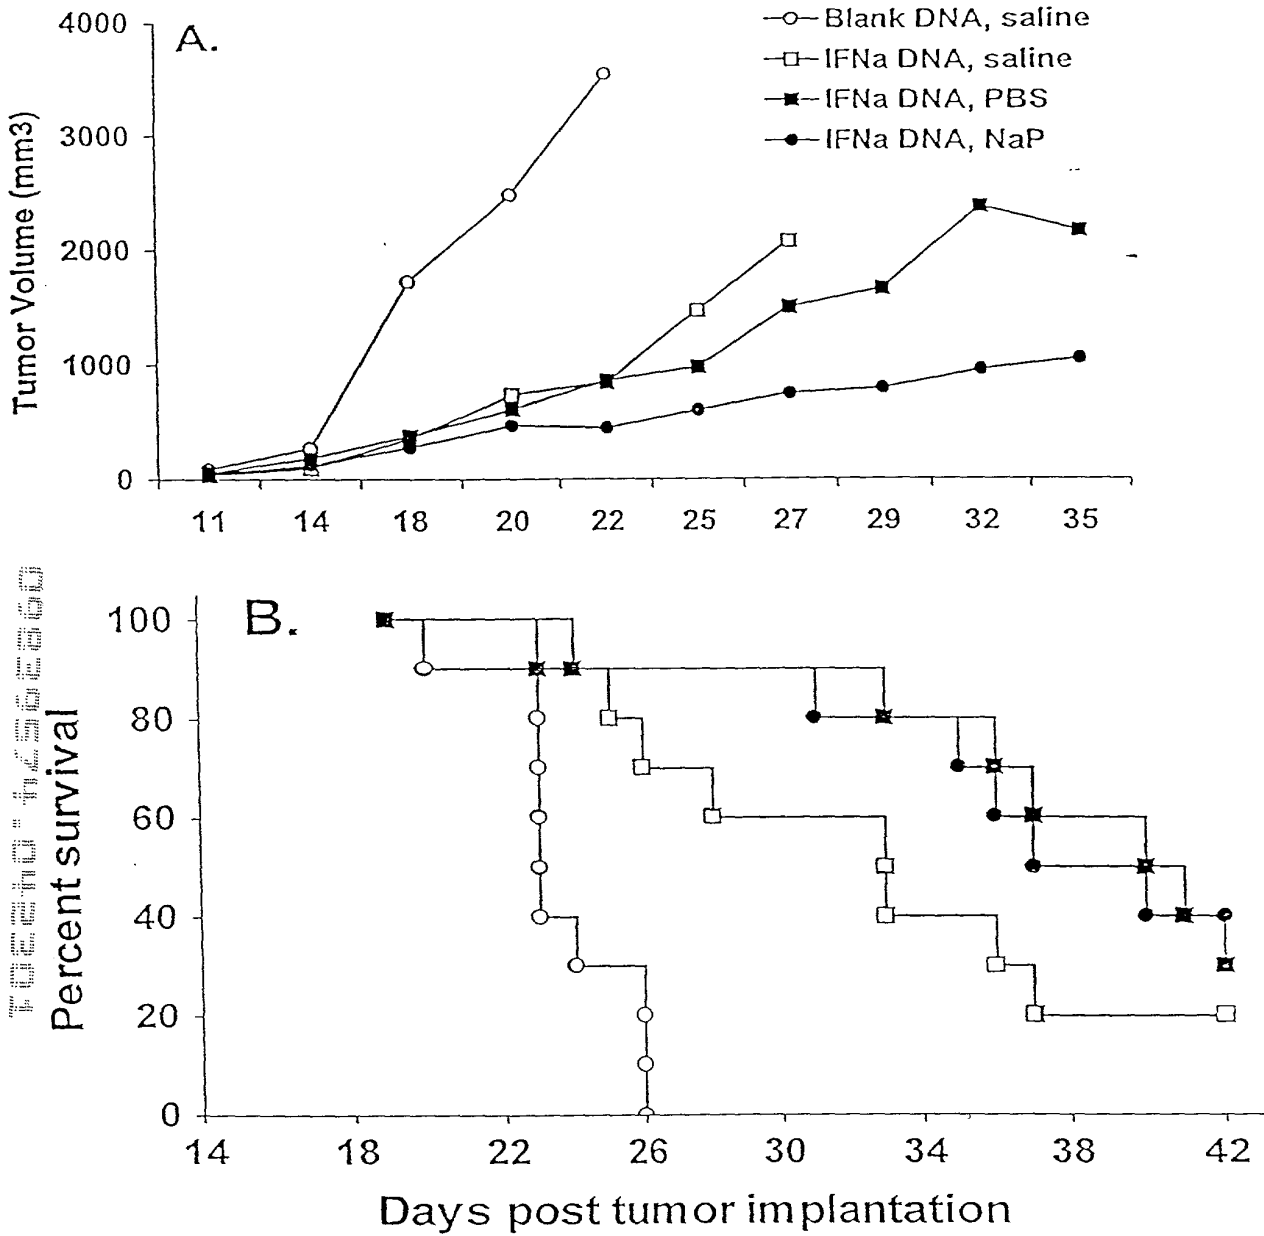 4000
3000
2000
1000
0
Tumor Volume (mm3)
A.
Blank DNA, saline
IFNa DNA, saline
IFNa DNA, PBS
IFNa DNA, NaP
11 14 18 20 22 25 27 29 32 35
B.
100
80
60
40
20
0
Percent survival
14 18 22 26 30 34 38 42
Days post tumor implantation